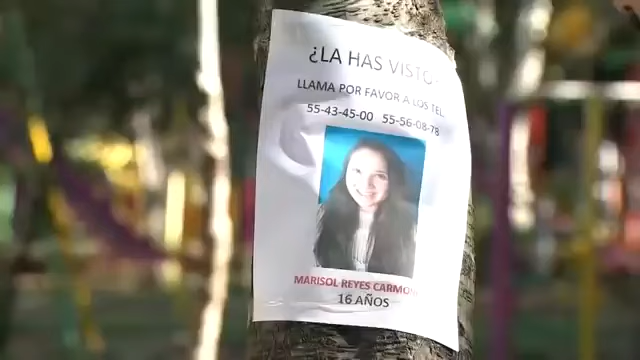 ¿LA HAS VISTO?
LLAMA POR FAVOR A LOS TEL.
55-43-45-00 55-56-08-78
MARISOL REYES
16 AÑOS